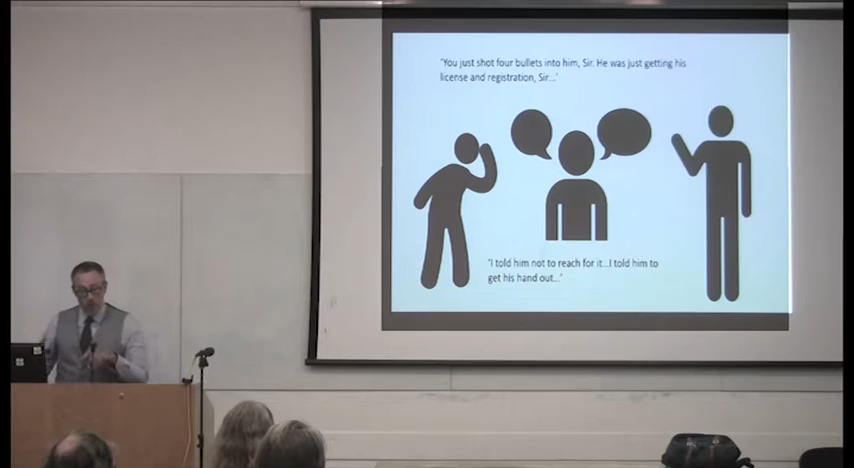 'You just shot four bullets into him, Sir. He was just getting his
license and registration, Sir...'
"I told him not to reach for it...I told him to
get his hand out..."